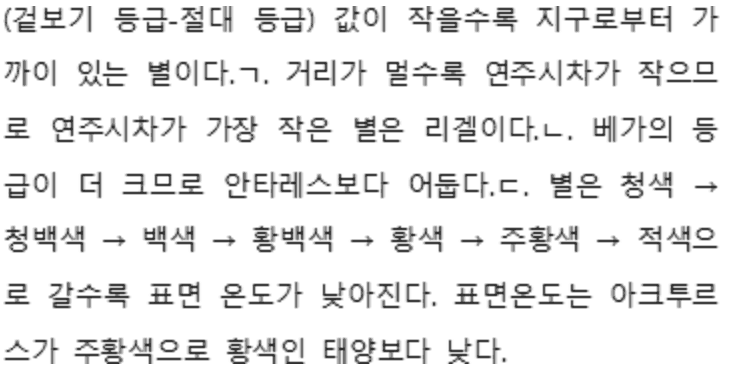 (겉보기 등급-절대 등급) 값이 작을수록 지구로부터 가
까이 있는 별이다.ㄱ. 거리가 멀수록 연주시차가 작으므
로 연주시차가 가장 작은 별은 리겔이다.ㄴ. 베가의 등
급이 더 크므로 안타레스보다 어둡다.ㄷ. 별은 청색 →
청백색 → 백색 → 황백색 → 황색 → 주황색 → 적색으
로 갈수록 표면 온도가 낮아진다. 표면온도는 아크투르
스가 주황색으로 황색인 태양보다 낮다.